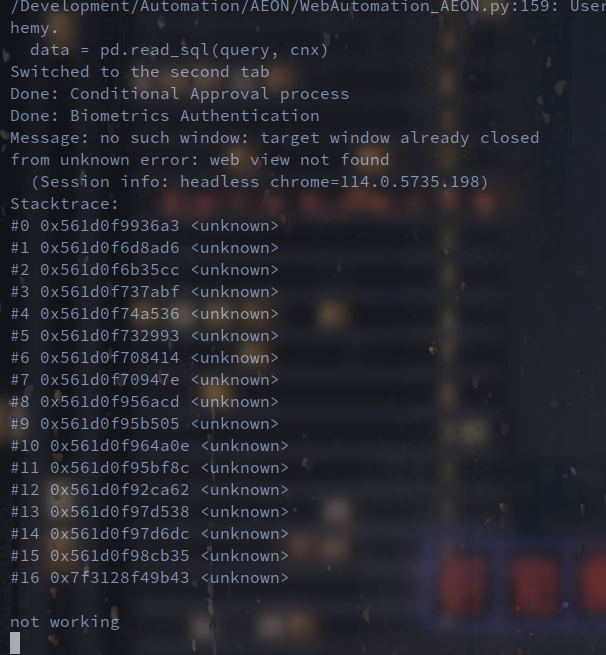 /Development/Automation/AEON/WebAutomation_AEON.py:159: User
hemy.
  data = pd.read_sql(query, cnx)
Switched to the second tab
Done: Conditional Approval process
Done: Biometrics Authentication
Message: no such window: target window already closed
from unknown error: web view not found
  (Session info: headless chrome=114.0.5735.198)
Stacktrace:
#0 0x561d0f9936a3 <unknown>
#1 0x561d0f6d8ad6 <unknown>
#2 0x561d0f6b35cc <unknown>
#3 0x561d0f737abf <unknown>
#4 0x561d0f74a536 <unknown>
#5 0x561d0f732993 <unknown>
#6 0x561d0f708414 <unknown>
#7 0x561d0f70947e <unknown>
#8 0x561d0f956acd <unknown>
#9 0x561d0f95b505 <unknown>
#10 0x561d0f964a0e <unknown>
#11 0x561d0f95bf8c <unknown>
#12 0x561d0f92ca62 <unknown>
#13 0x561d0f97d538 <unknown>
#14 0x561d0f97d6dc <unknown>
#15 0x561d0f98cb35 <unknown>
#16 0x7f3128f49b43 <unknown>
not working